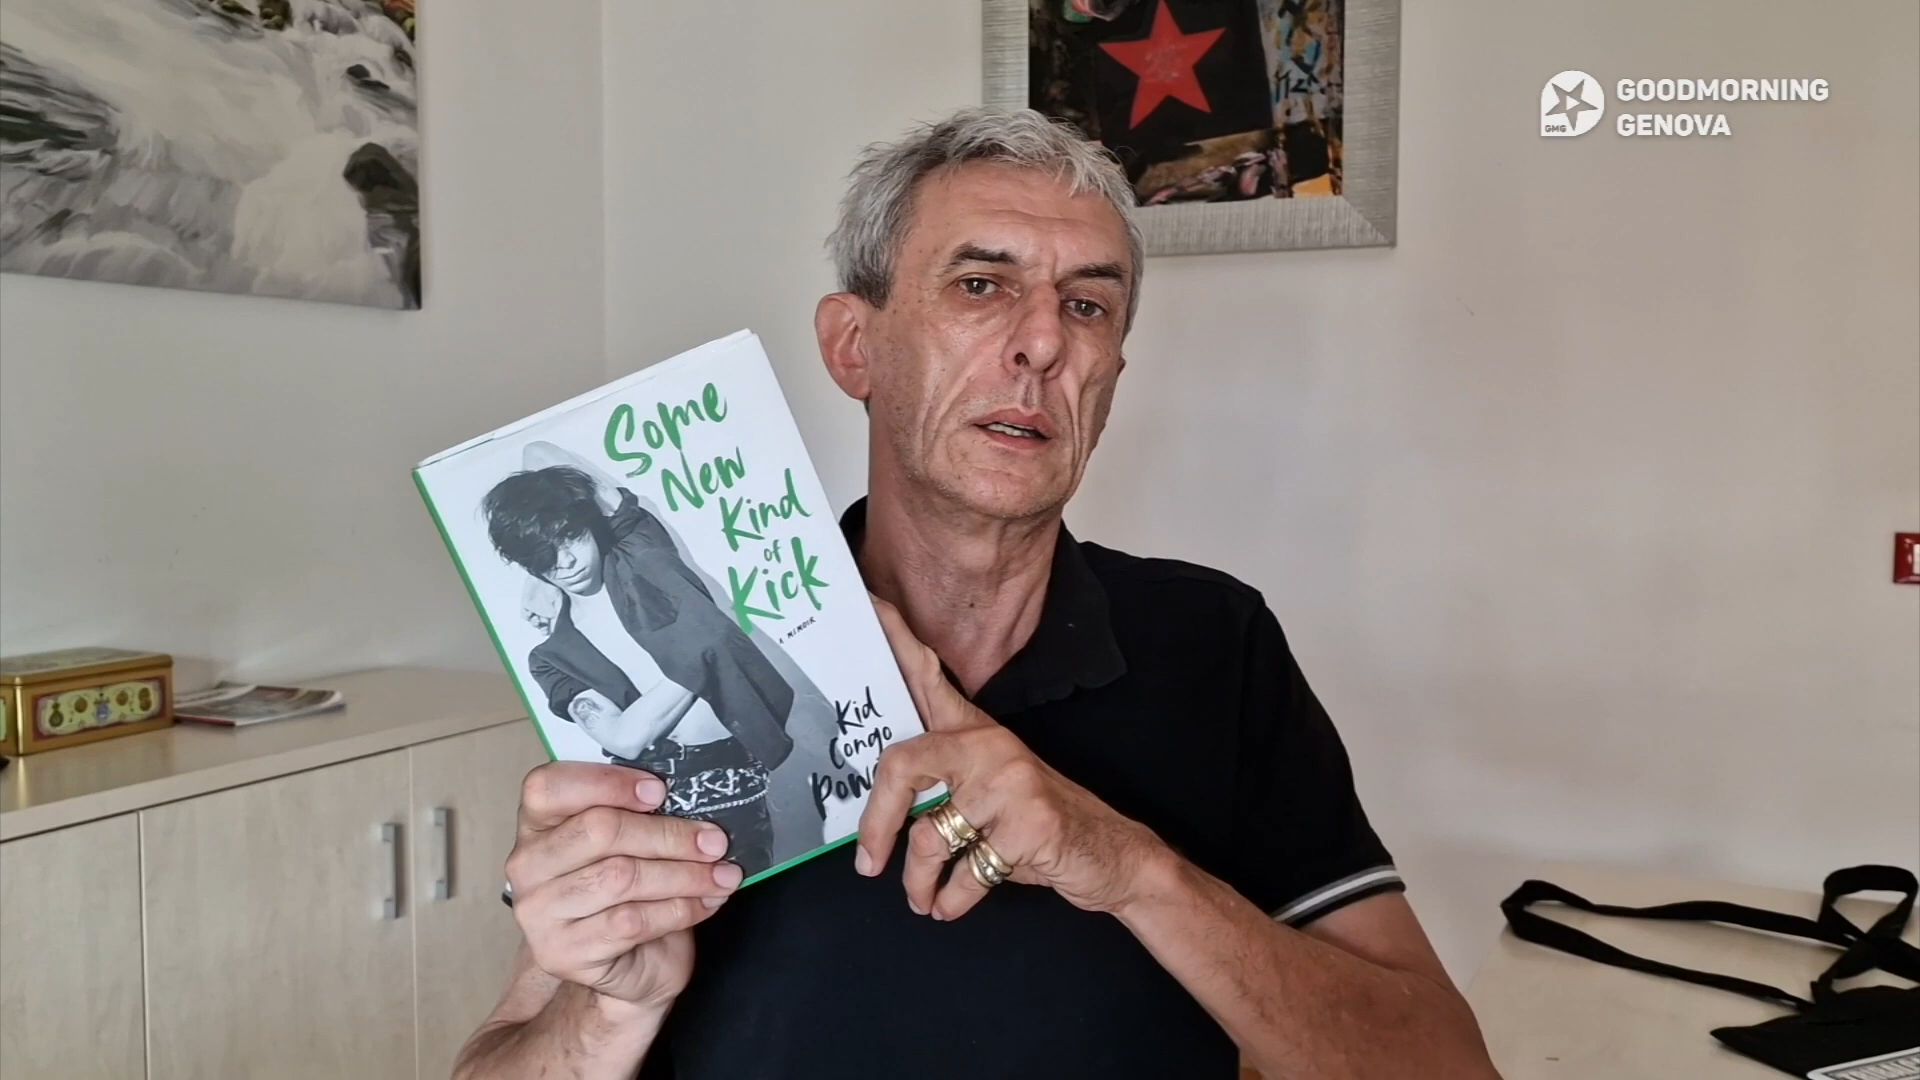 GOODMORNING
GENOVA
GMG
Some
New
Kind
of
Kick
A MEMOIR
Kid
Congo